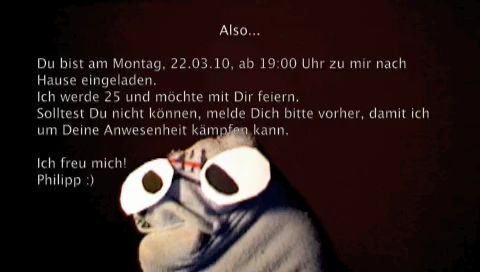 Also...
Du bist am Montag, 22.03.10, ab 19:00 Uhr zu mir nach
Hause eingeladen.
Ich werde 25 und möchte mit Dir feiern.
Solltest Du nicht können, melde Dich bitte vorher, damit ich
um Deine Anwesenheit kämpfen kann.
Ich freu mich!
Philipp :)